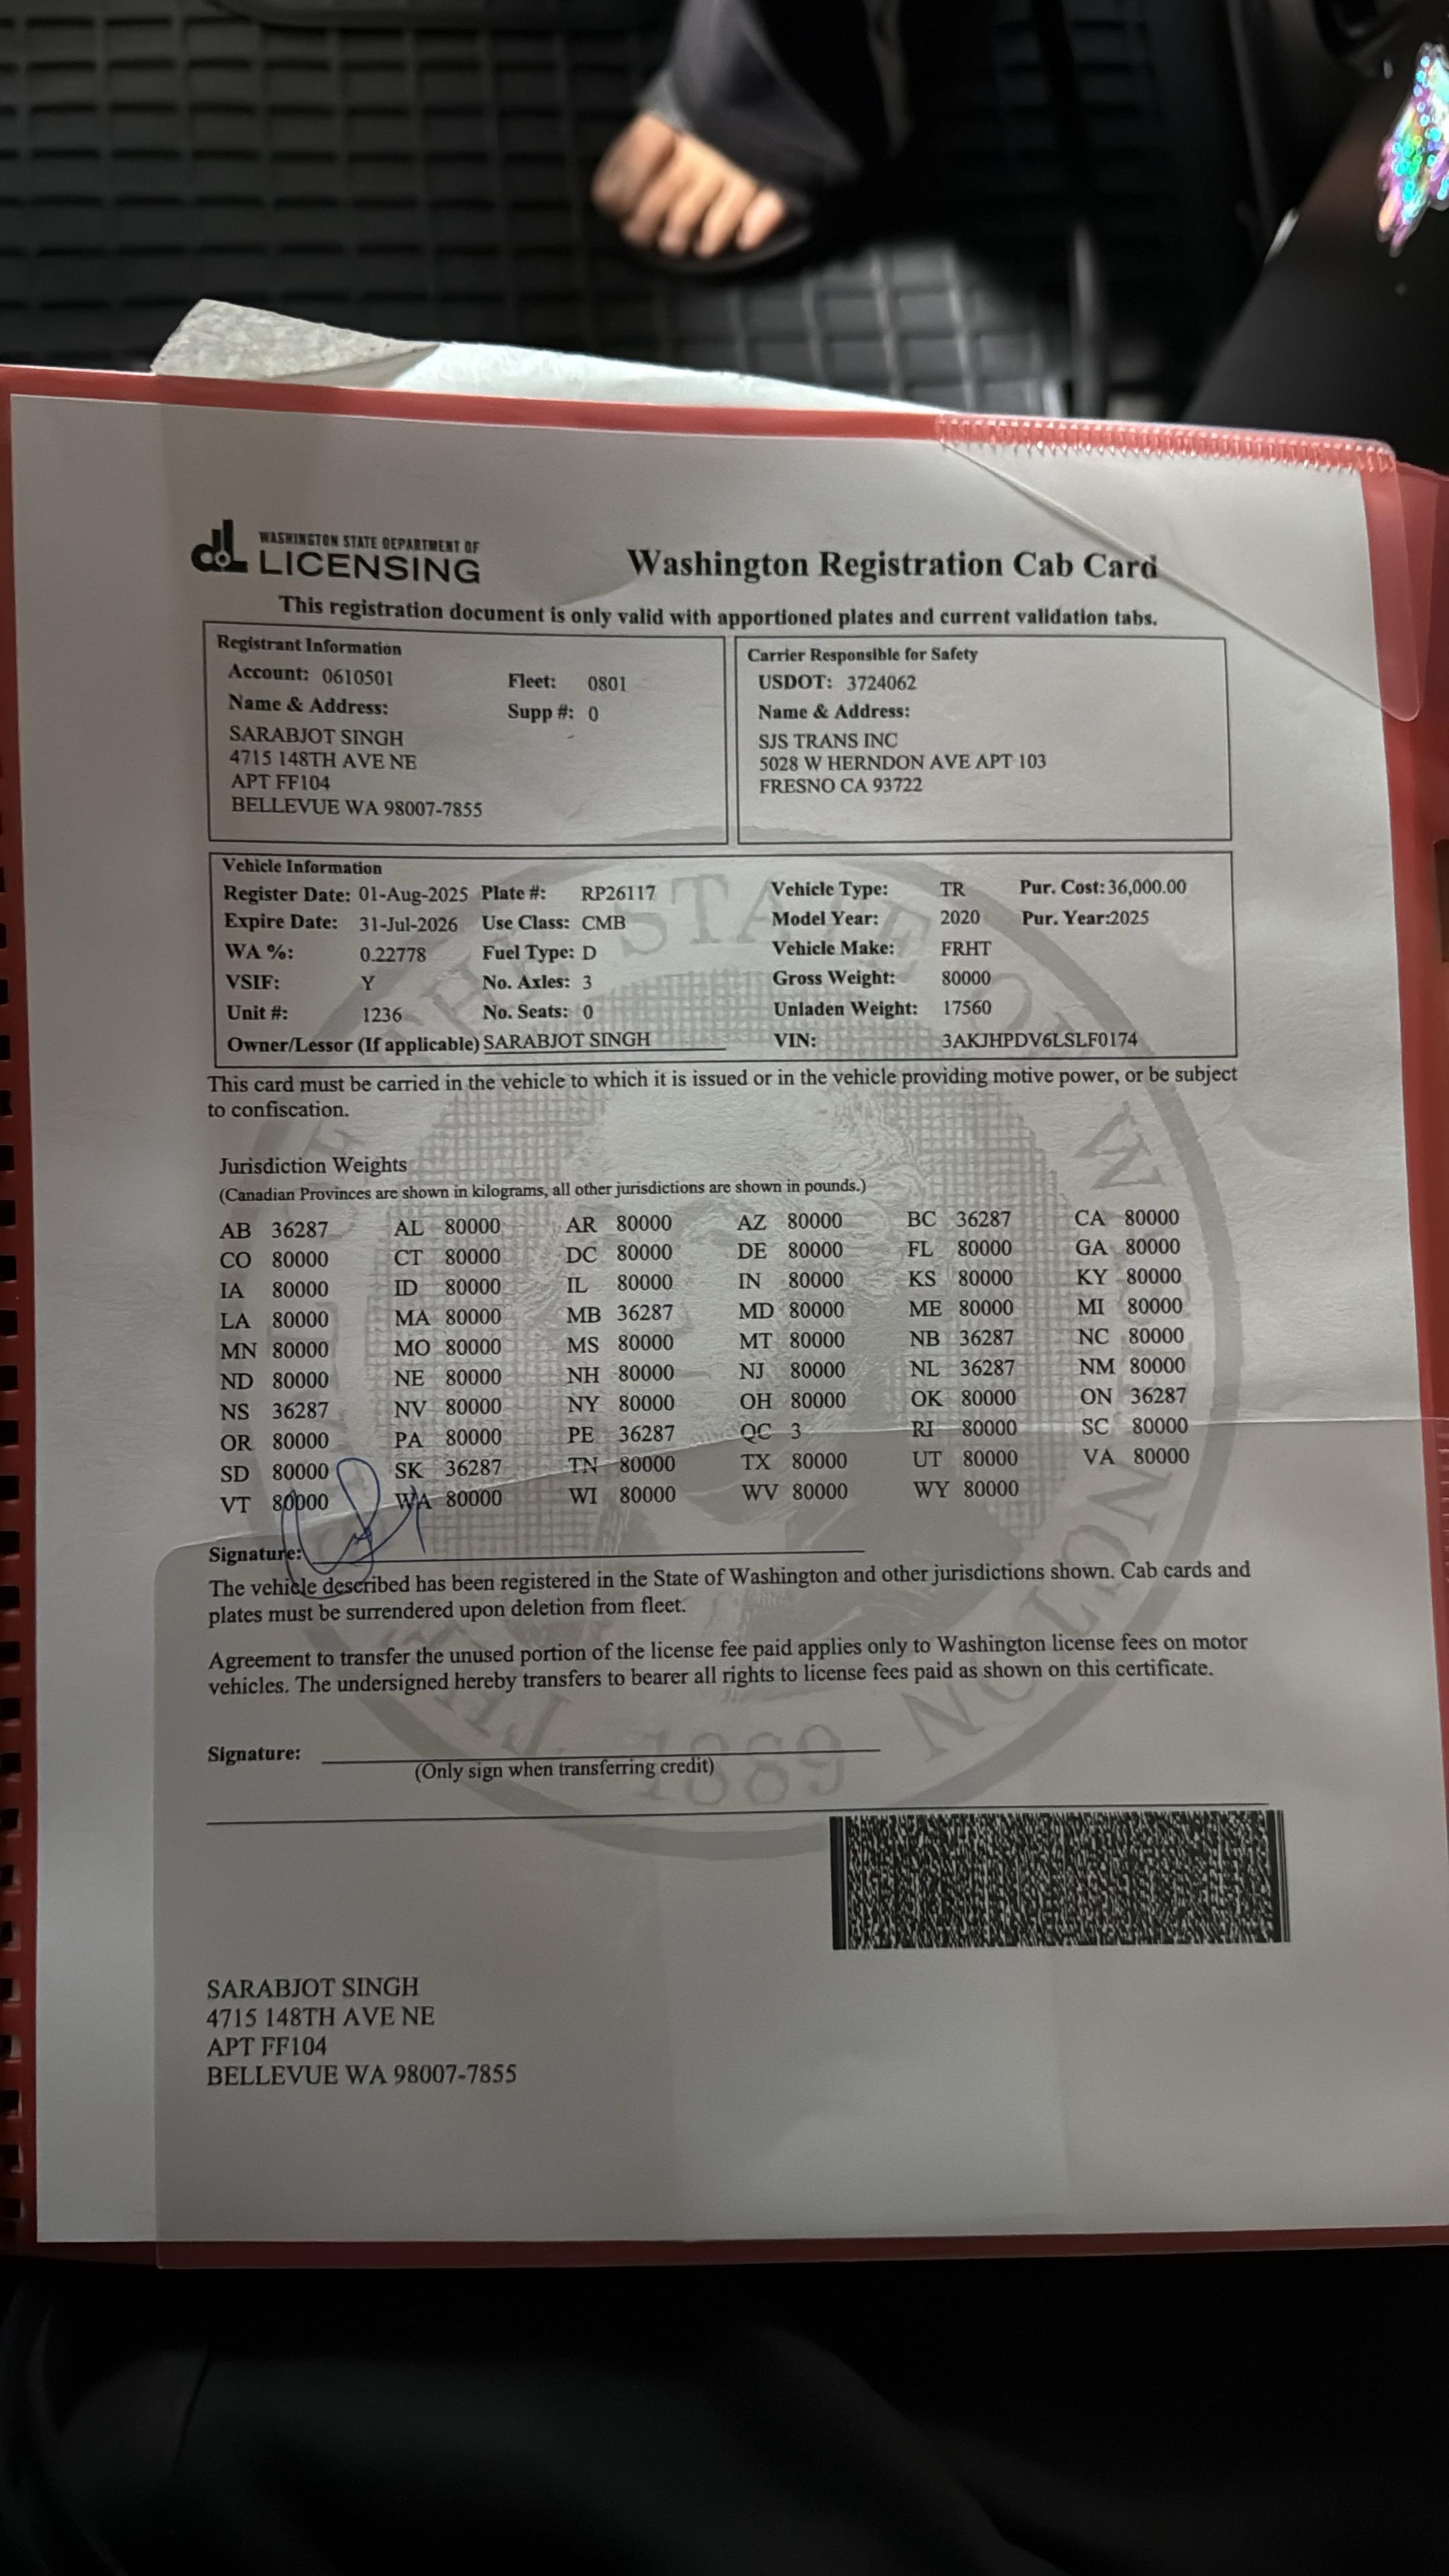 WASHINGTON STATE DEPARTMENT OF
LICENSING
Washington Registration Cab Card
This registration document is only valid with apportioned plates and current validation tabs.
Registrant Information
Account: 0610501 Fleet: 0801
Name & Address: Supp #: 0
SARABJOT SINGH
4715 148TH AVE NE
APT FF104
BELLEVUE WA 98007-7855
Carrier Responsible for Safety
USDOT: 3724062
Name & Address:
SJS TRANS INC
5028 W HERNDON AVE APT 103
FRESNO CA 93722
Vehicle Information
Register Date: 01-Aug-2025 Plate #: RP26117 Vehicle Type: TR Pur. Cost: 36,000.00
Expire Date: 31-Jul-2026 Use Class: CMB Model Year: 2020 Pur. Year:2025
WA %: 0.22778 Fuel Type: D Vehicle Make: FRHT
VSIF: Y No. Axles: 3 Gross Weight: 80000
Unit #: 1236 No. Seats: 0 Unladen Weight: 17560
Owner/Lessor (If applicable) SARABJOT SINGH VIN: 3AKJHPDV6LSLF0174
This card must be carried in the vehicle to which it is issued or in the vehicle providing motive power, or be subject
to confiscation.
Jurisdiction Weights
(Canadian Provinces are shown in kilograms, all other jurisdictions are shown in pounds.)
AB 36287 AL 80000 AR 80000 AZ 80000 BC 36287 CA 80000
CO 80000 CT 80000 DC 80000 DE 80000 FL 80000 GA 80000
IA 80000 ID 80000 IL 80000 IN 80000 KS 80000 KY 80000
LA 80000 MA 80000 MB 36287 MD 80000 ME 80000 MI 80000
MN 80000 MO 80000 MS 80000 MT 80000 NB 36287 NC 80000
ND 80000 NE 80000 NH 80000 NJ 80000 NL 36287 NM 80000
NS 36287 NV 80000 NY 80000 OH 80000 OK 80000 ON 36287
OR 80000 PA 80000 PE 36287 QC 3 RI 80000 SC 80000
SD 80000 SK 36287 TN 80000 TX 80000 UT 80000 VA 80000
VT 80000 WA 80000 WI 80000 WV 80000 WY 80000
Signature:
The vehicle described has been registered in the State of Washington and other jurisdictions shown. Cab cards and
plates must be surrendered upon deletion from fleet.
Agreement to transfer the unused portion of the license fee paid applies only to Washington license fees on motor
vehicles. The undersigned hereby transfers to bearer all rights to license fees paid as shown on this certificate.
Signature:
(Only sign when transferring credit)
1889
SARABJOT SINGH
4715 148TH AVE NE
APT FF104
BELLEVUE WA 98007-7855